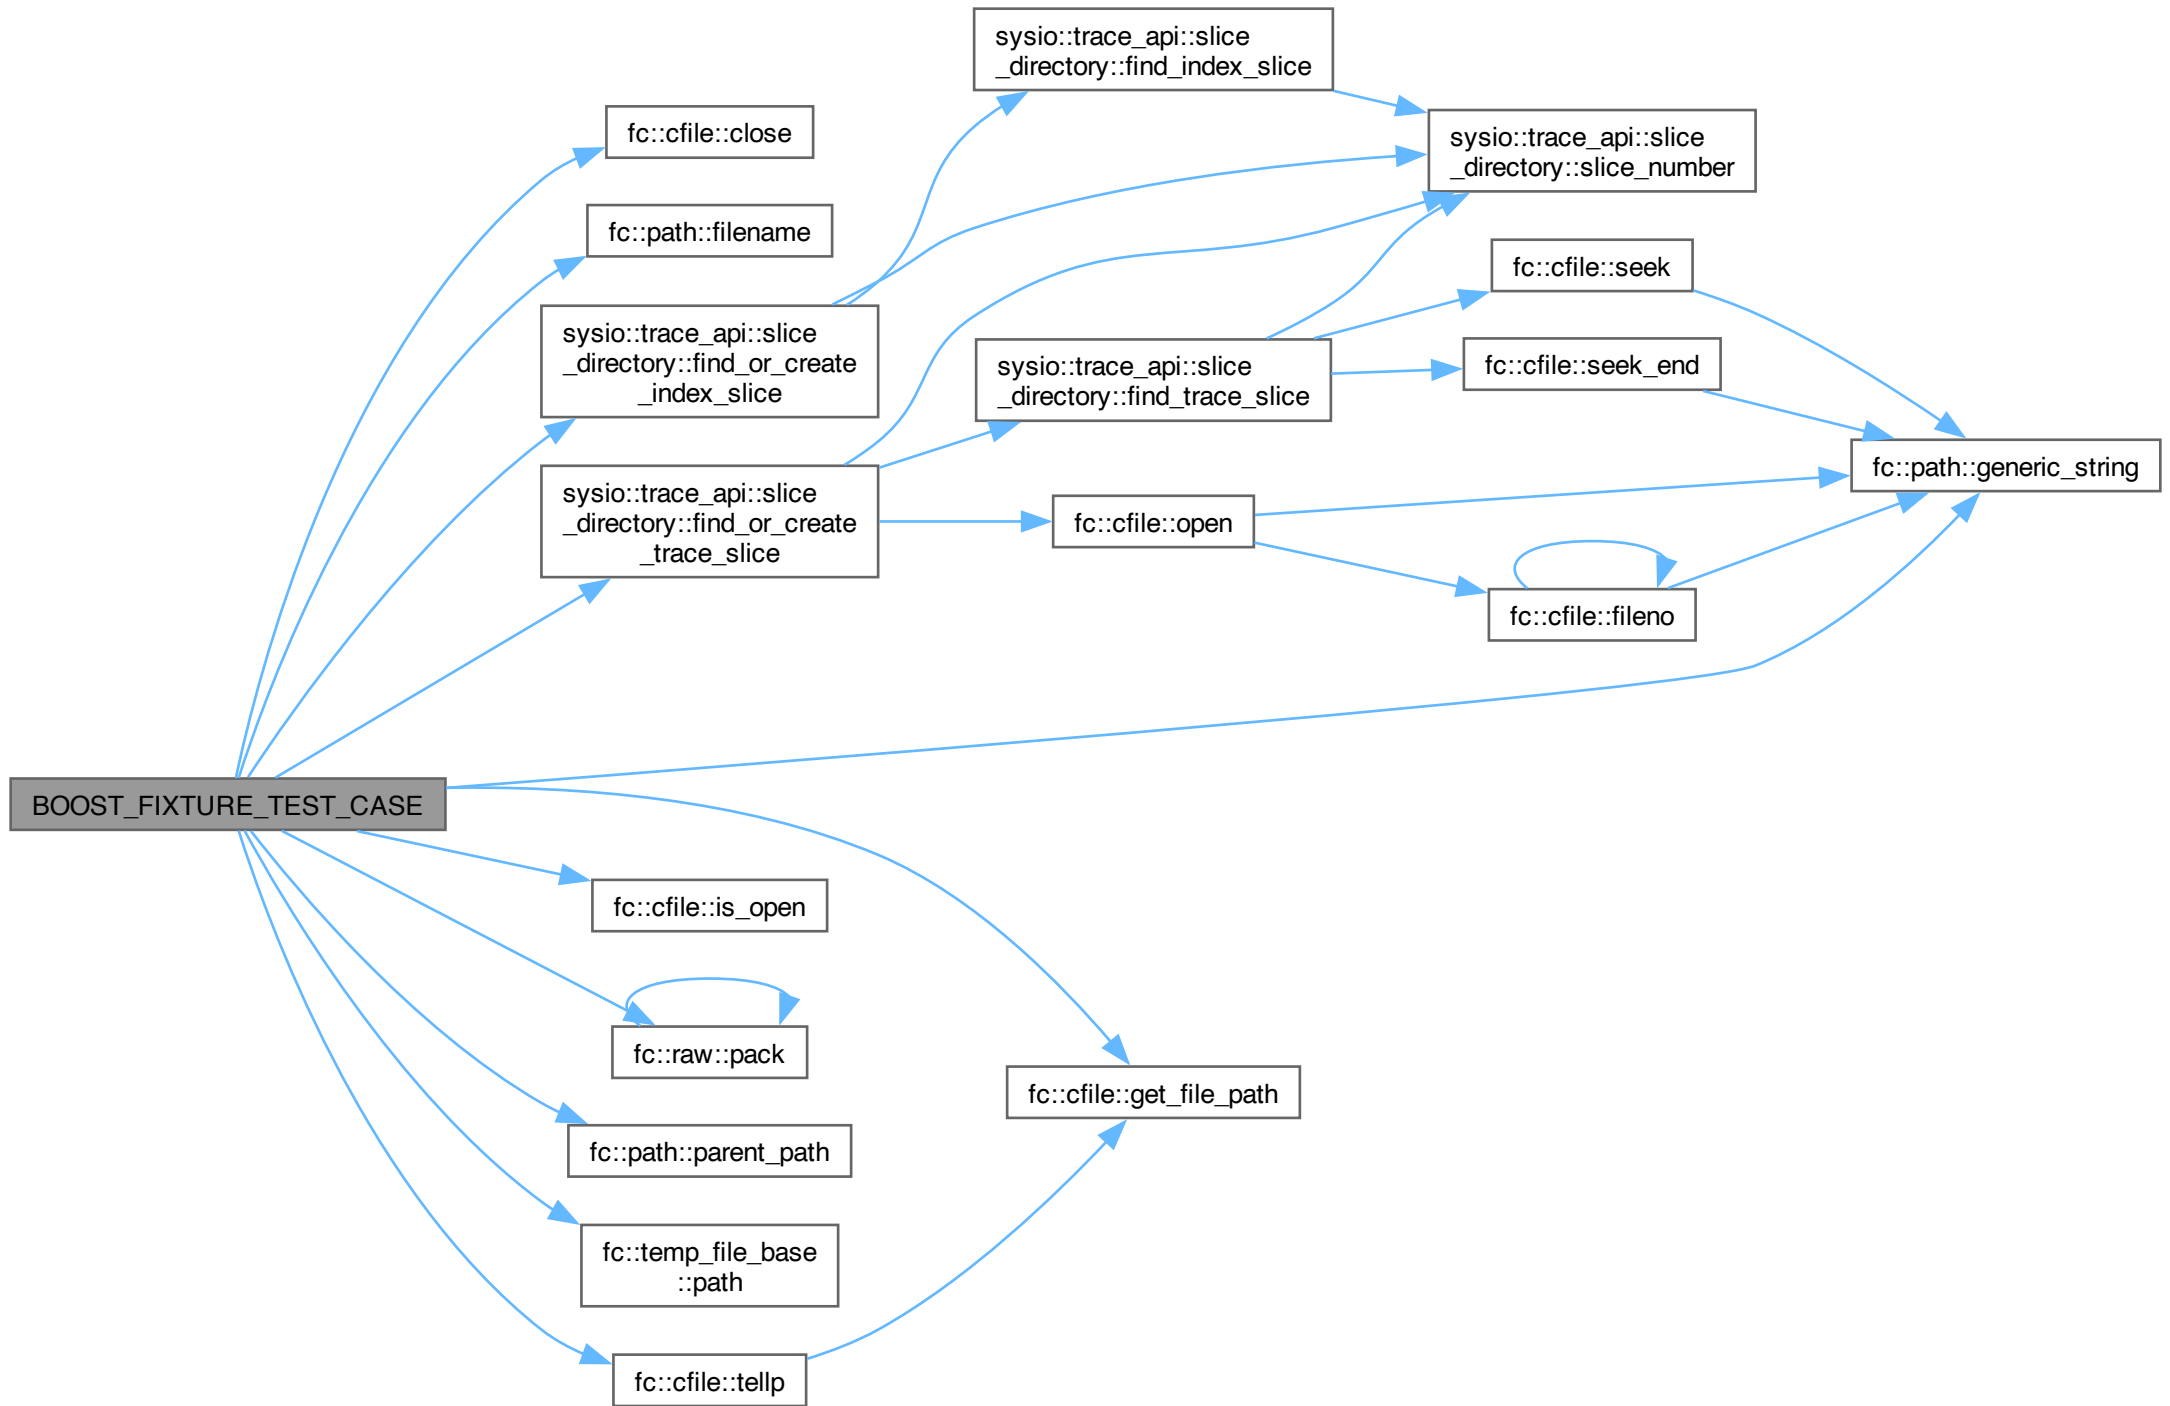 sysio::trace_api::slice
_directory::find_index_slice
fc::cfile::close
sysio::trace_api::slice
_directory::slice_number
fc::path::filename
fc::cfile::seek
sysio::trace_api::slice
_directory::find_or_create
_index_slice
sysio::trace_api::slice
_directory::find_trace_slice
fc::cfile::seek_end
fc::path::generic_string
sysio::trace_api::slice
_directory::find_or_create
_trace_slice
fc::cfile::open
fc::cfile::fileno
BOOST_FIXTURE_TEST_CASE
fc::cfile::is_open
fc::raw::pack
fc::cfile::get_file_path
fc::path::parent_path
fc::temp_file_base
::path
fc::cfile::tellp